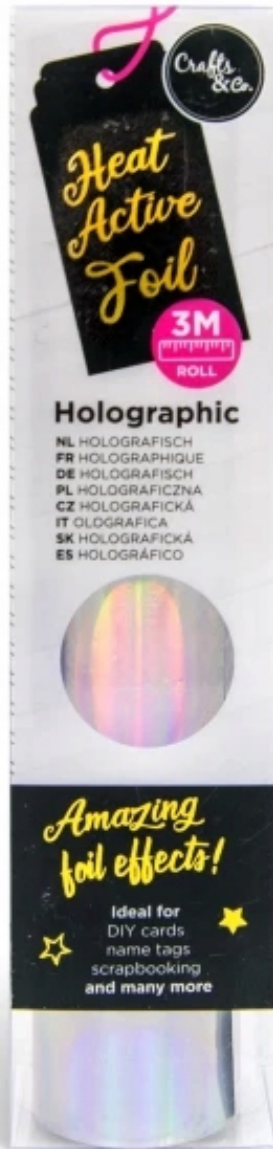 Crafts
&Co.
Heat
Active
Foil
3M
ROLL
Holographic
NL HOLOGRAFISCH
FR HOLOGRAPHIQUE
DE HOLOGRAFISCH
PL HOLOGRAFICZNA
CZ HOLOGRAFICKÁ
IT OLOGRAFICA
SK HOLOGRAFICKÁ
ES HOLOGRÁFICO
Amazing
foil effects!
Ideal for
DIY cards
name tags
scrapbooking
and many more